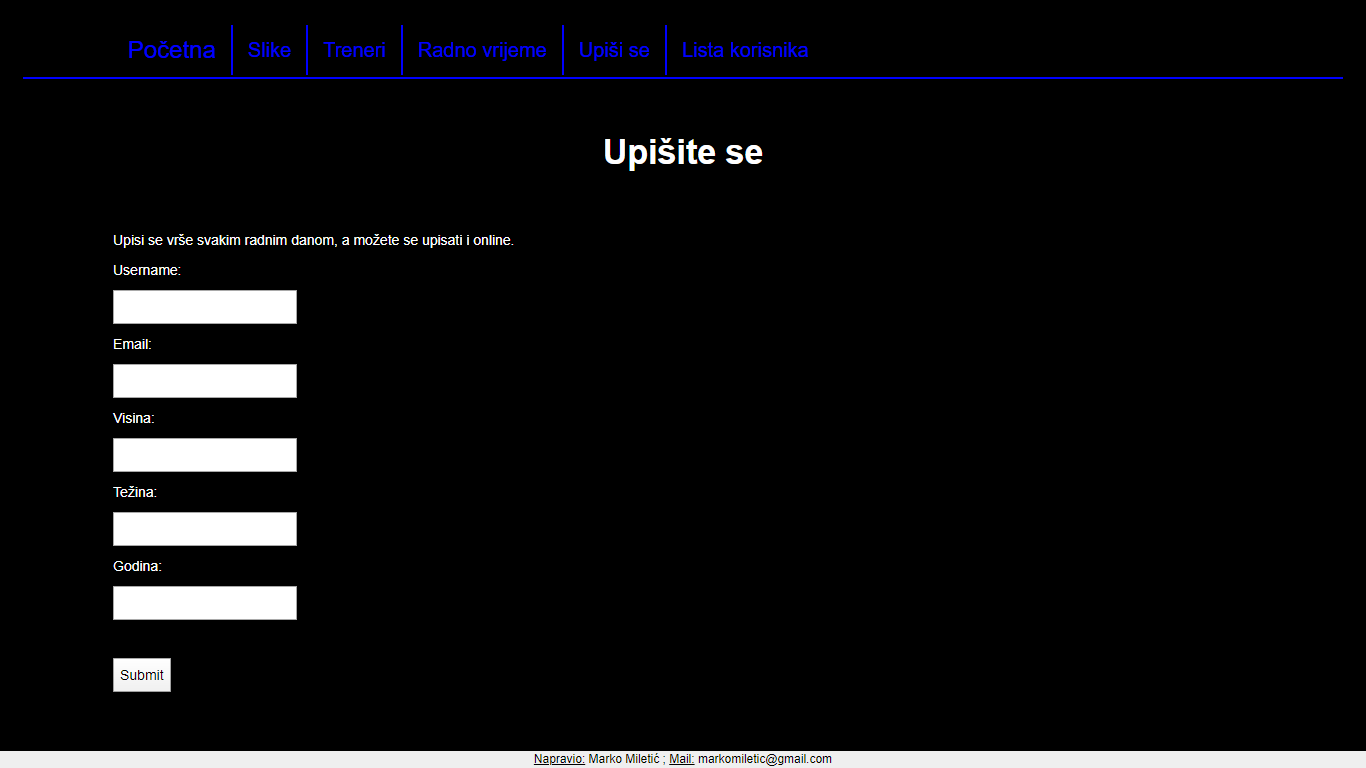 Početna Slike Treneri Radno vrijeme Upiši se Lista korisnika
Upišite se
Upisi se vrše svakim radnim danom, a možete se upisati i online.
Username:
Email:
Visina:
Težina:
Godina:
Submit
Napravio: Marko Miletić ; Mail: markomiletic@gmail.com